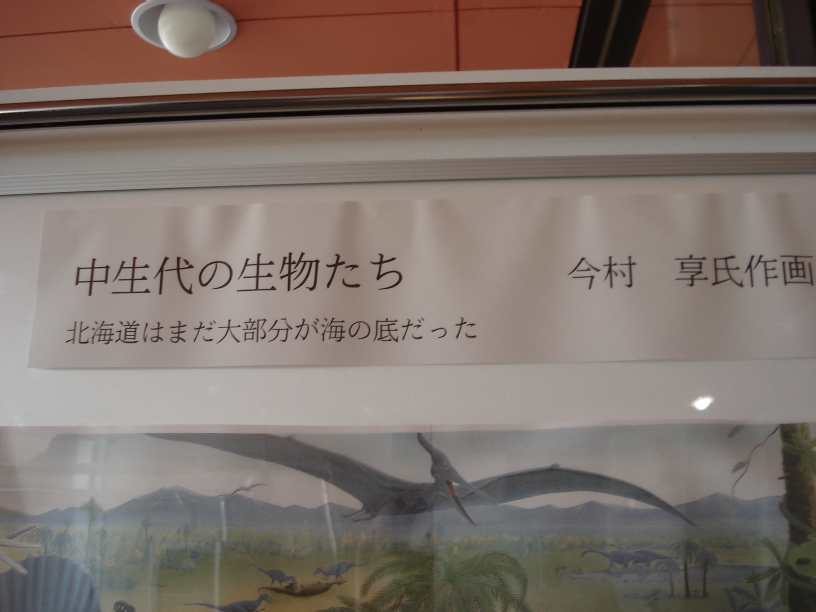 中生代の生物たち　今村　享氏作画
北海道はまだ大部分が海の底だった